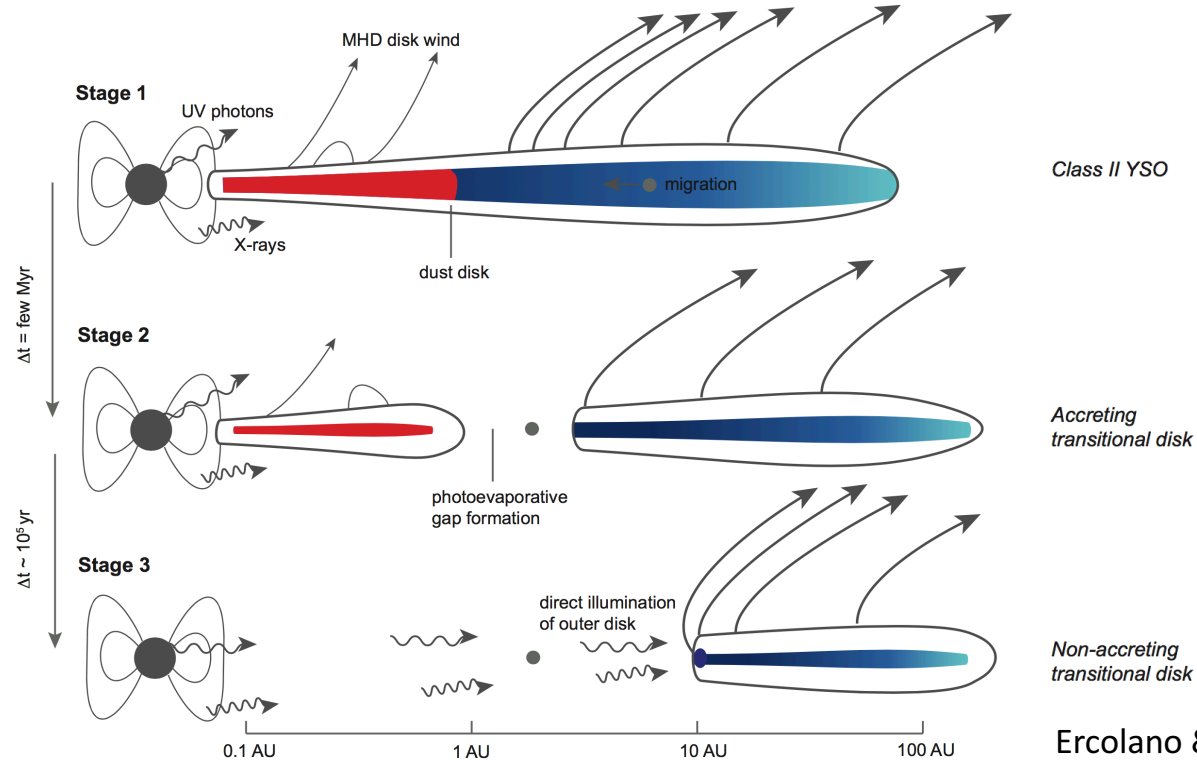 MHD disk wind
Stage 1
UV photons
Class II YSO
migration
X-rays
dust disk
Δt = few Myr
Stage 2
Accreting
transitional disk
photoevaporative
gap formation
Δt ~ 10⁵ yr
Stage 3
direct illumination
of outer disk
Non-accreting
transitional disk
0.1 AU
1 AU
10 AU
100 AU
Ercolano